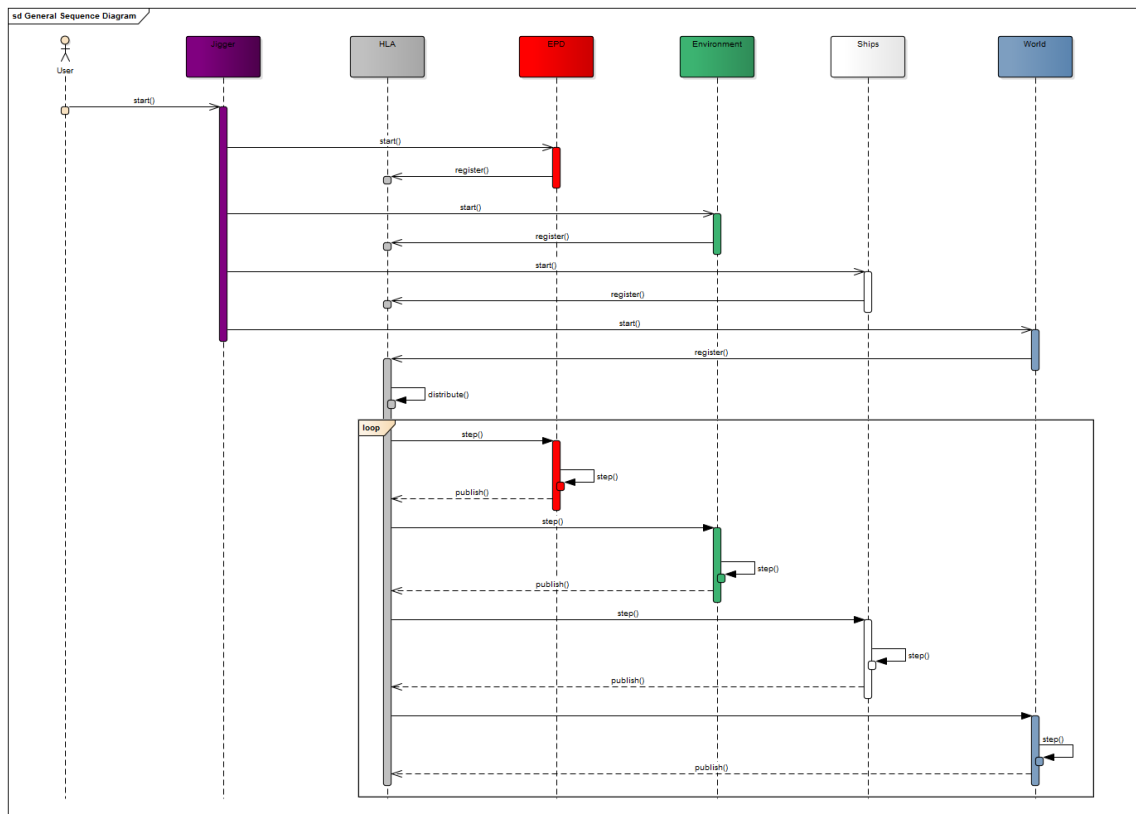 sd General Sequence Diagram
User
Jigger
HLA
EPD
Environment
Ships
World
start()
start()
register()
start()
register()
start()
register()
start()
register()
distribute()
loop
step()
step()
publish()
step()
step()
publish()
step()
step()
publish()
step()
publish()